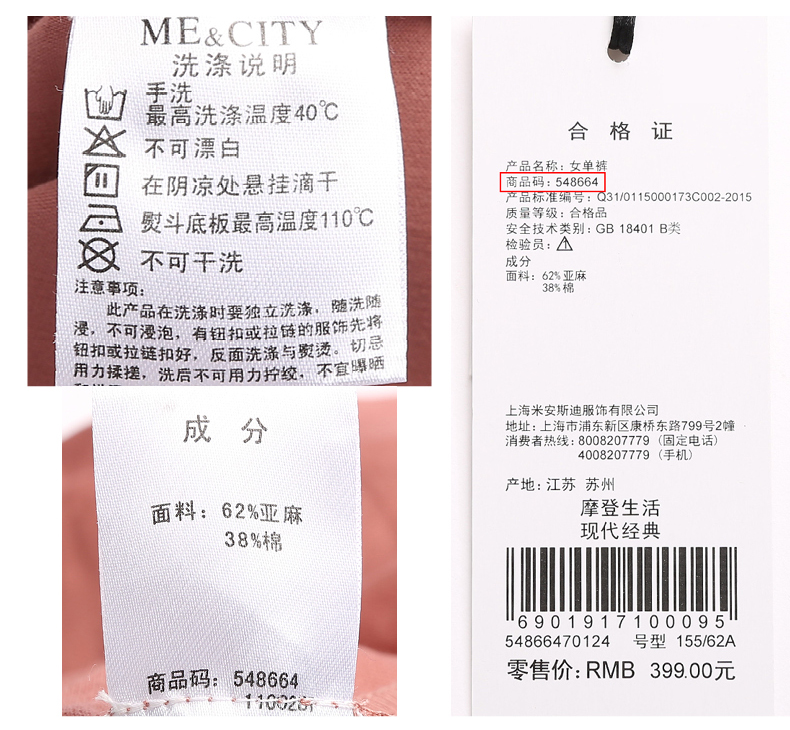 ME&CITY
洗涤说明
手洗
最高洗涤温度40℃
不可漂白
在阴凉处悬挂滴干
熨斗底板最高温度110℃
不可干洗
注意事项:
此产品在洗涤时要独立洗涤,随洗随
浸,不可浸泡,有钮扣或拉链的服饰先将
钮扣或拉链扣好,反面洗涤与熨烫。切忌
用力揉搓,洗后不可用力拧绞,不宜曝晒
成 分
面料: 62%亚麻
38%棉
商品码: 548664
合 格 证
产品名称: 女单裤
商品码: 548664
产品标准编号: Q31/0115000173C002-2015
质量等级: 合格品
安全技术类别: GB 18401 B类
检验员:
成分
面料: 62%亚麻
38%棉
上海米安斯迪服饰有限公司
地址: 上海市浦东新区康桥东路799号2幢
消费者热线: 8008207779 (固定电话)
4008207779 (手机)
产地: 江苏 苏州
摩登生活
现代经典
6901917100095
54866470124 号型 155/62A
零售价: RMB 399.00元